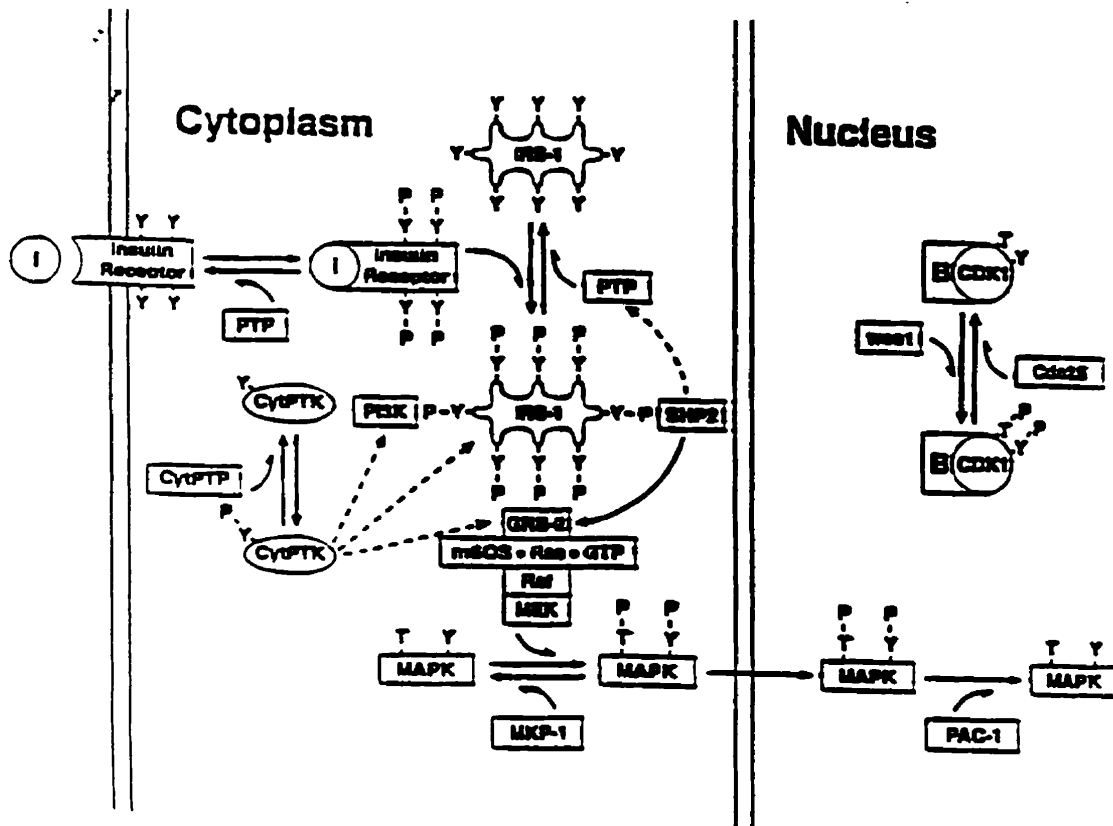 Cytoplasm
Nucleus
Y Y Y
IRS-1
Y Y
Y Y Y
P P
Y Y
Y Y
I
Insulin
Receptor
I
Insulin
Receptor
Y Y
Y Y
P P
PTP
PTP
T
Y
B CDK1
wee1
Cdc25
P P P
Y Y Y
Y
CytPTK
PI3K
P-Y
IRS-1
Y-P
SHP2
Y Y Y
P P P
T P
Y P
B CDK1
CytPTP
P
Y
CytPTK
GRB-2
mSOS • Ras • GTP
Raf
MEK
T Y
MAPK
P P
T Y
MAPK
P P
T Y
MAPK
T Y
MAPK
MKP-1
PAC-1